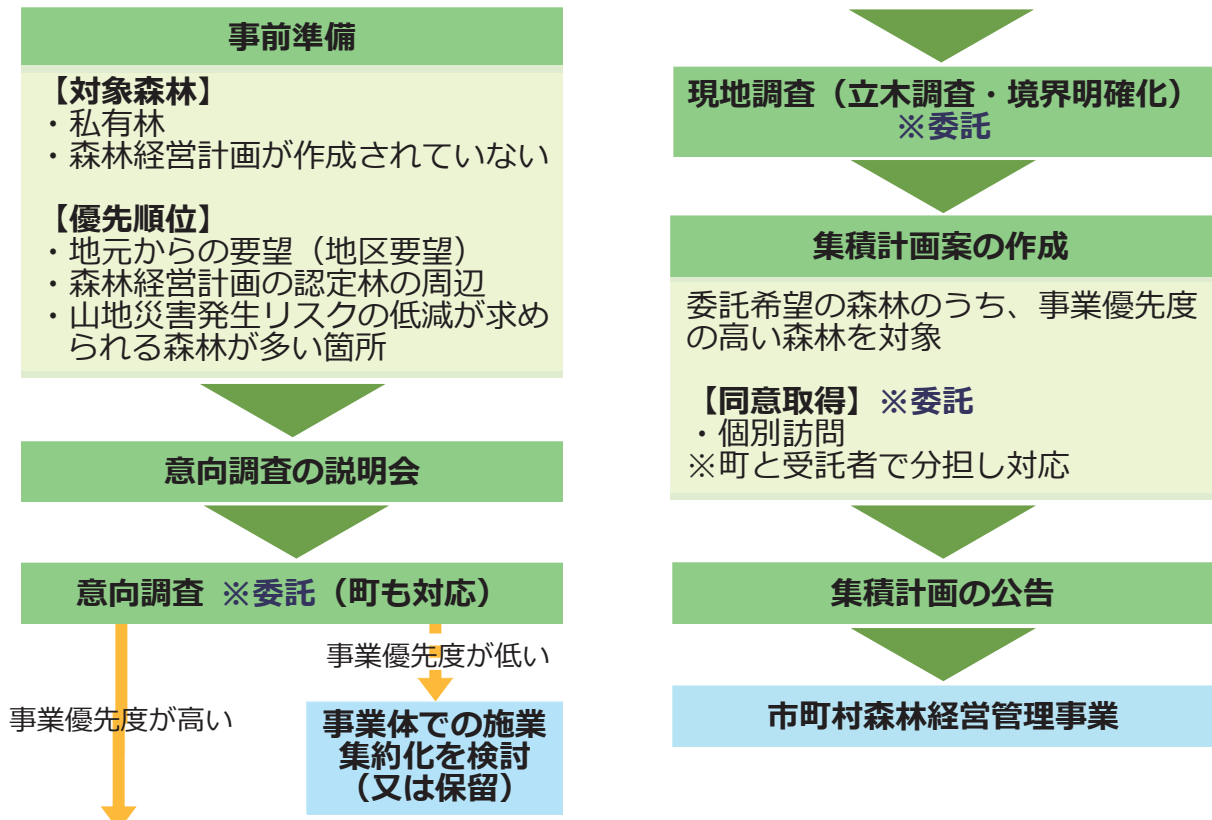 事前準備
【対象森林】
・私有林
・森林経営計画が作成されていない
【優先順位】
・地元からの要望（地区要望）
・森林経営計画の認定林の周辺
・山地災害発生リスクの低減が求め
られる森林が多い箇所
意向調査の説明会
意向調査 ※委託（町も対応）
事業優先度が低い
事業優先度が高い
事業体での施業
集約化を検討
（又は保留）
現地調査（立木調査・境界明確化）
※委託
集積計画案の作成
委託希望の森林のうち、事業優先度
の高い森林を対象
【同意取得】※委託
・個別訪問
※町と受託者で分担し対応
集積計画の公告
市町村森林経営管理事業